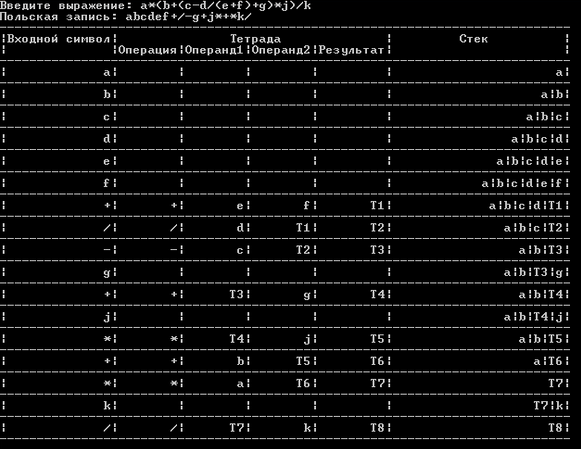 Введите выражение: a*(b+(c-d/(e+f)+g)*j)/k
Польская запись: abcdef+/-g+j*+*k/
|Входной символ| Тетрада | Стек |
| |Операция|Операнд1|Операнд2|Результат| |
| a| | | | | a|
| b| | | | | a|b|
| c| | | | | a|b|c|
| d| | | | | a|b|c|d|
| e| | | | | a|b|c|d|e|
| f| | | | | a|b|c|d|e|f|
| +| +| e| f| T1| a|b|c|d|T1|
| /| /| d| T1| T2| a|b|c|T2|
| -| -| c| T2| T3| a|b|T3|
| g| | | | | a|b|T3|g|
| +| +| T3| g| T4| a|b|T4|
| j| | | | | a|b|T4|j|
| *| *| T4| j| T5| a|b|T5|
| +| +| b| T5| T6| a|T6|
| *| *| a| T6| T7| T7|
| k| | | | | T7|k|
| /| /| T7| k| T8| T8|